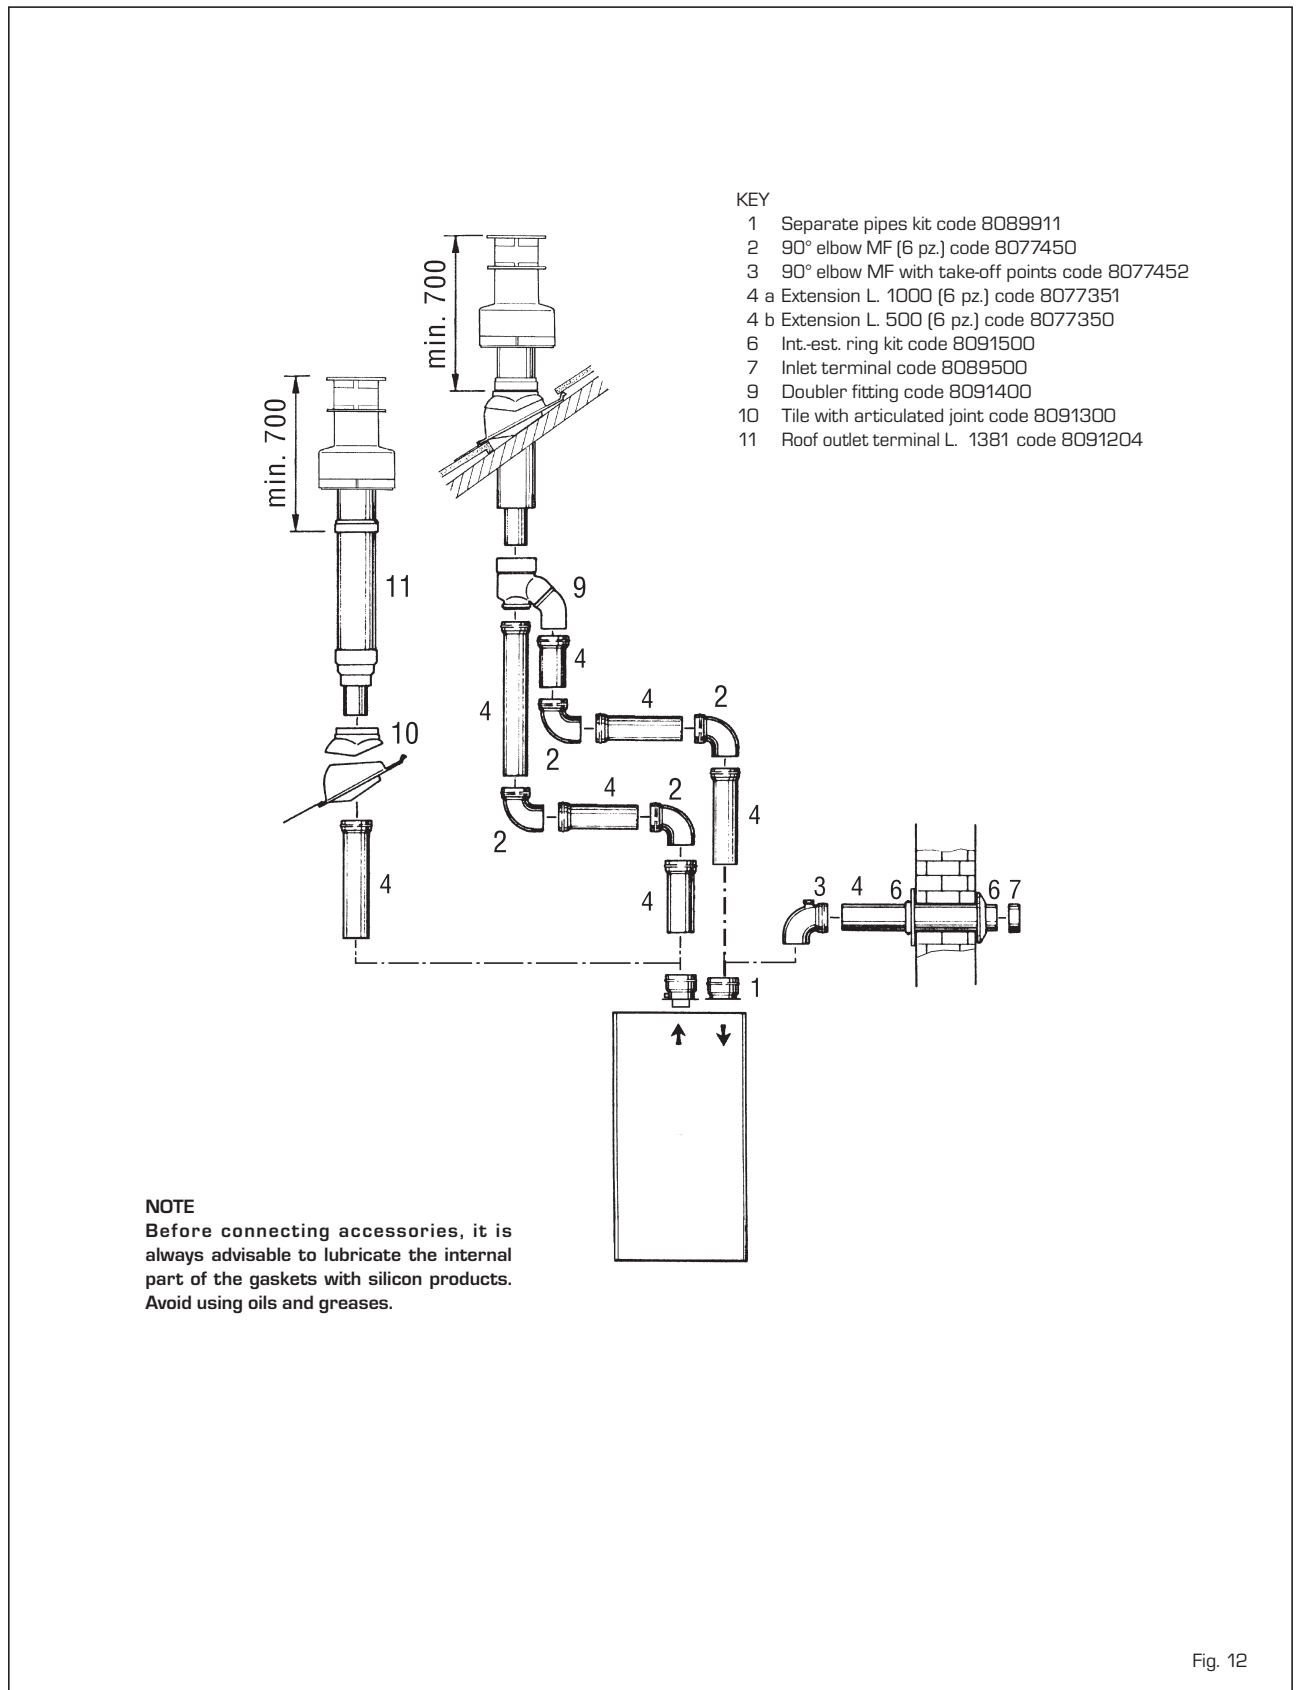 KEY
1 Separate pipes kit code 8089911
2 90° elbow MF (6 pz.) code 8077450
3 90° elbow MF with take-off points code 8077452
4 a Extension L. 1000 (6 pz.) code 8077351
4 b Extension L. 500 (6 pz.) code 8077350
6 Int.-est. ring kit code 8091500
7 Inlet terminal code 8089500
9 Doubler fitting code 8091400
10 Tile with articulated joint code 8091300
11 Roof outlet terminal L. 1381 code 8091204
min. 700
min. 700
11
9
4
4
2
4
10
2
4
2
4
2
4
4
3 4 6 6 7
4
1
NOTE
Before connecting accessories, it is
always advisable to lubricate the internal
part of the gaskets with silicon products.
Avoid using oils and greases.
Fig. 12